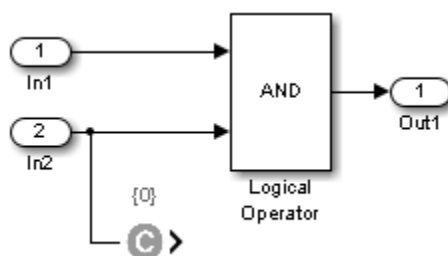 1
In1
AND
1
Out1
2
In2
Logical
Operator
{0}
C